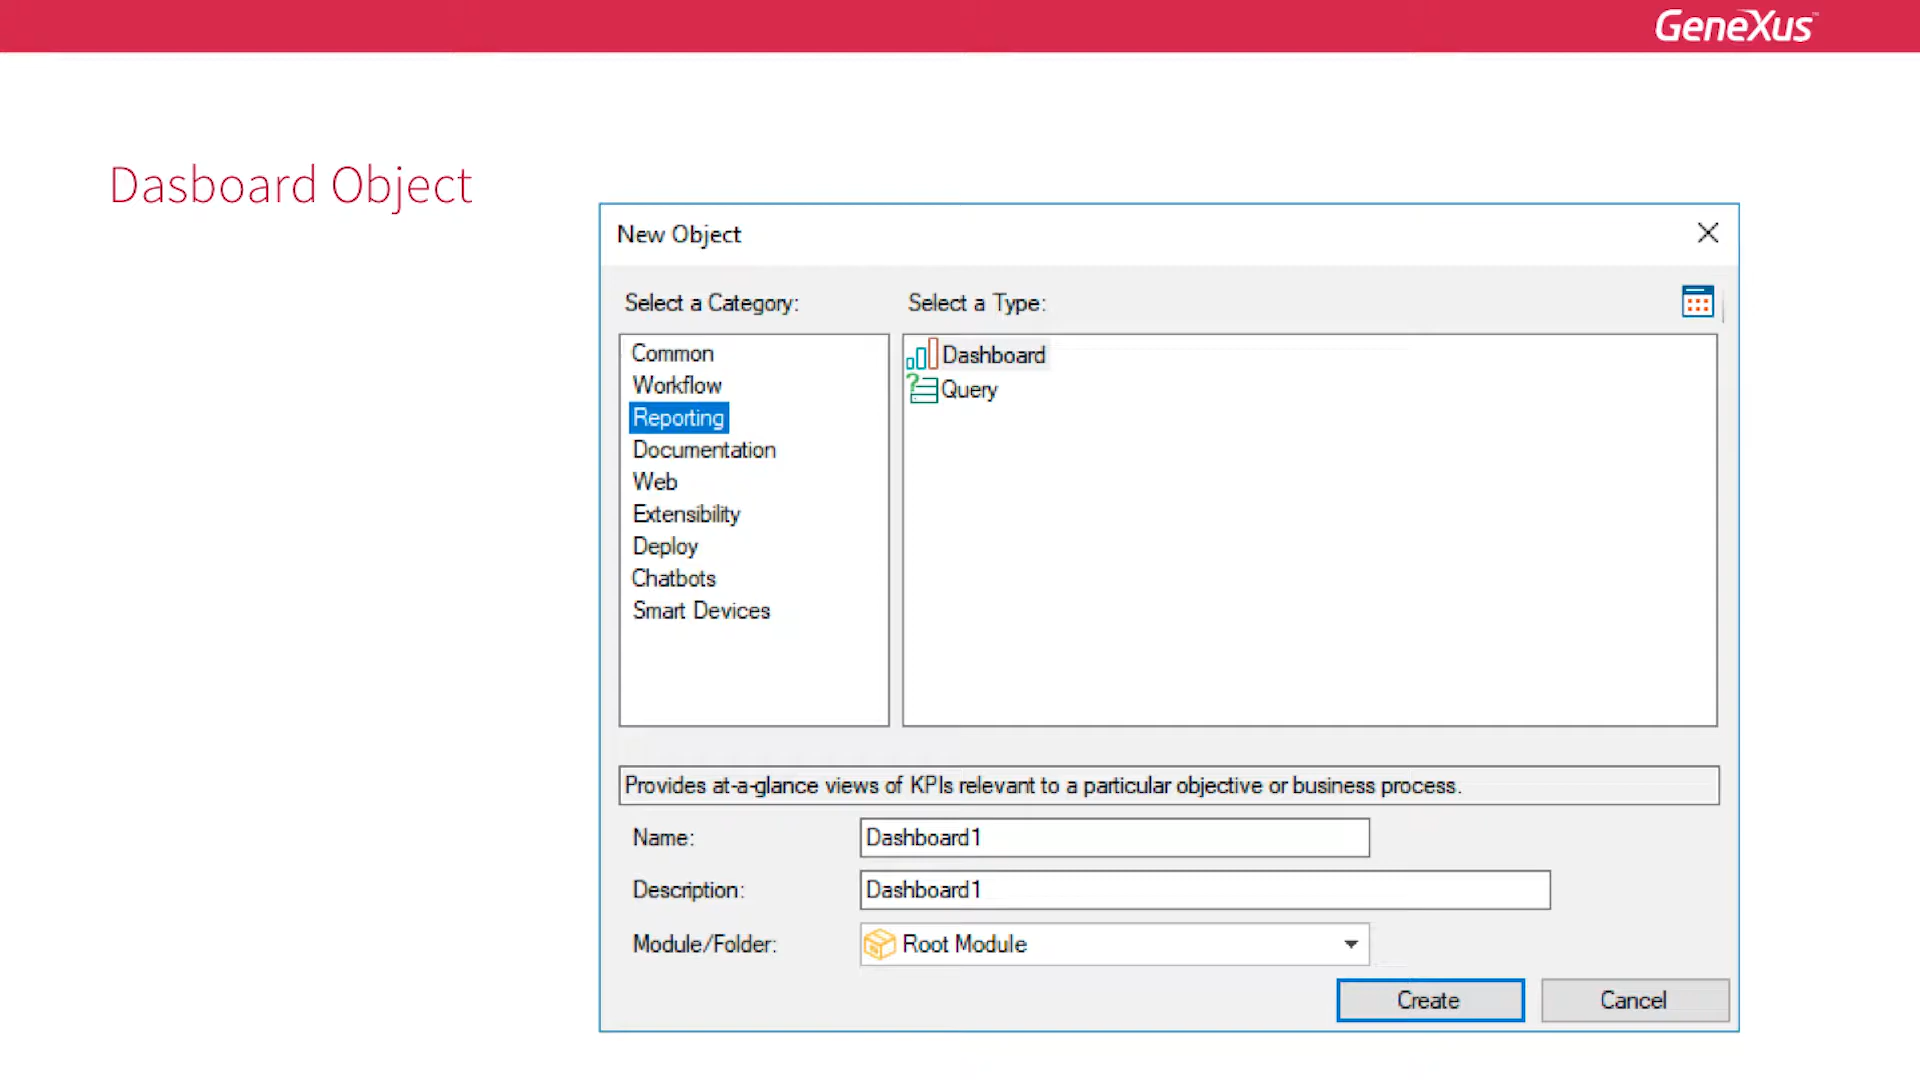 GeneXus™
Dasboard Object
New Object
Select a Category:
Select a Type:
Common
Workflow
Reporting
Documentation
Web
Extensibility
Deploy
Chatbots
Smart Devices
Dashboard
Query
Provides at-a-glance views of KPIs relevant to a particular objective or business process.
Name:
Dashboard1
Description:
Dashboard1
Module/Folder:
Root Module
Create
Cancel